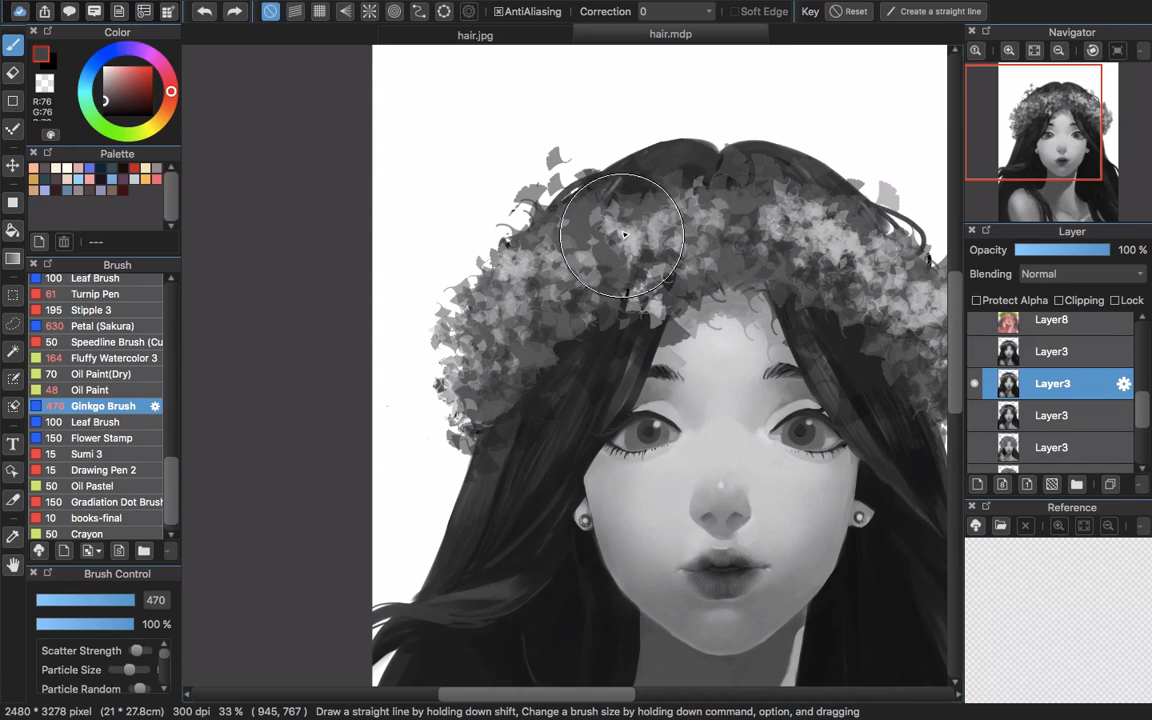 AntiAliasing Correction 0 Soft Edge Key Reset Create a straight line
Color
hair.jpg
hair.mdp
Navigator
R:76
G:76
Palette
---
Brush
100 Leaf Brush
61 Turnip Pen
195 Stipple 3
630 Petal (Sakura)
50 Speedline Brush (Cu
164 Fluffy Watercolor 3
70 Oil Paint(Dry)
48 Oil Paint
470 Ginkgo Brush
100 Leaf Brush
150 Flower Stamp
15 Sumi 3
15 Drawing Pen 2
50 Oil Pastel
150 Gradiation Dot Brush
10 books-final
50 Crayon
Brush Control
470
100 %
Scatter Strength
Particle Size
Particle Random
Layer
Opacity 100 %
Blending Normal
Protect Alpha Clipping Lock
Layer8
Layer3
Layer3
Layer3
Layer3
Reference
2480 * 3278 pixel (21 * 27.8cm) 300 dpi 33 % ( 945, 767 ) Draw a straight line by holding down shift, Change a brush size by holding down command, option, and dragging